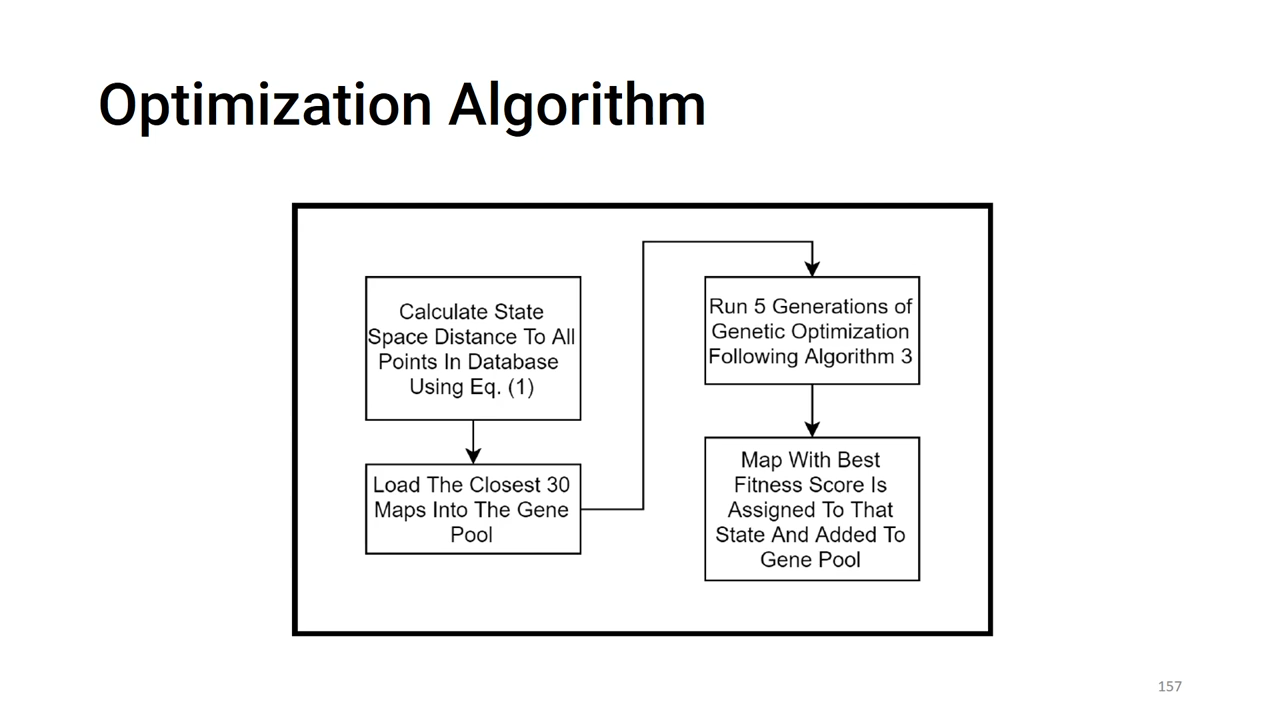 Optimization Algorithm
Calculate State
Space Distance To All
Points In Database
Using Eq. (1)
Load The Closest 30
Maps Into The Gene
Pool
Run 5 Generations of
Genetic Optimization
Following Algorithm 3
Map With Best
Fitness Score Is
Assigned To That
State And Added To
Gene Pool
157